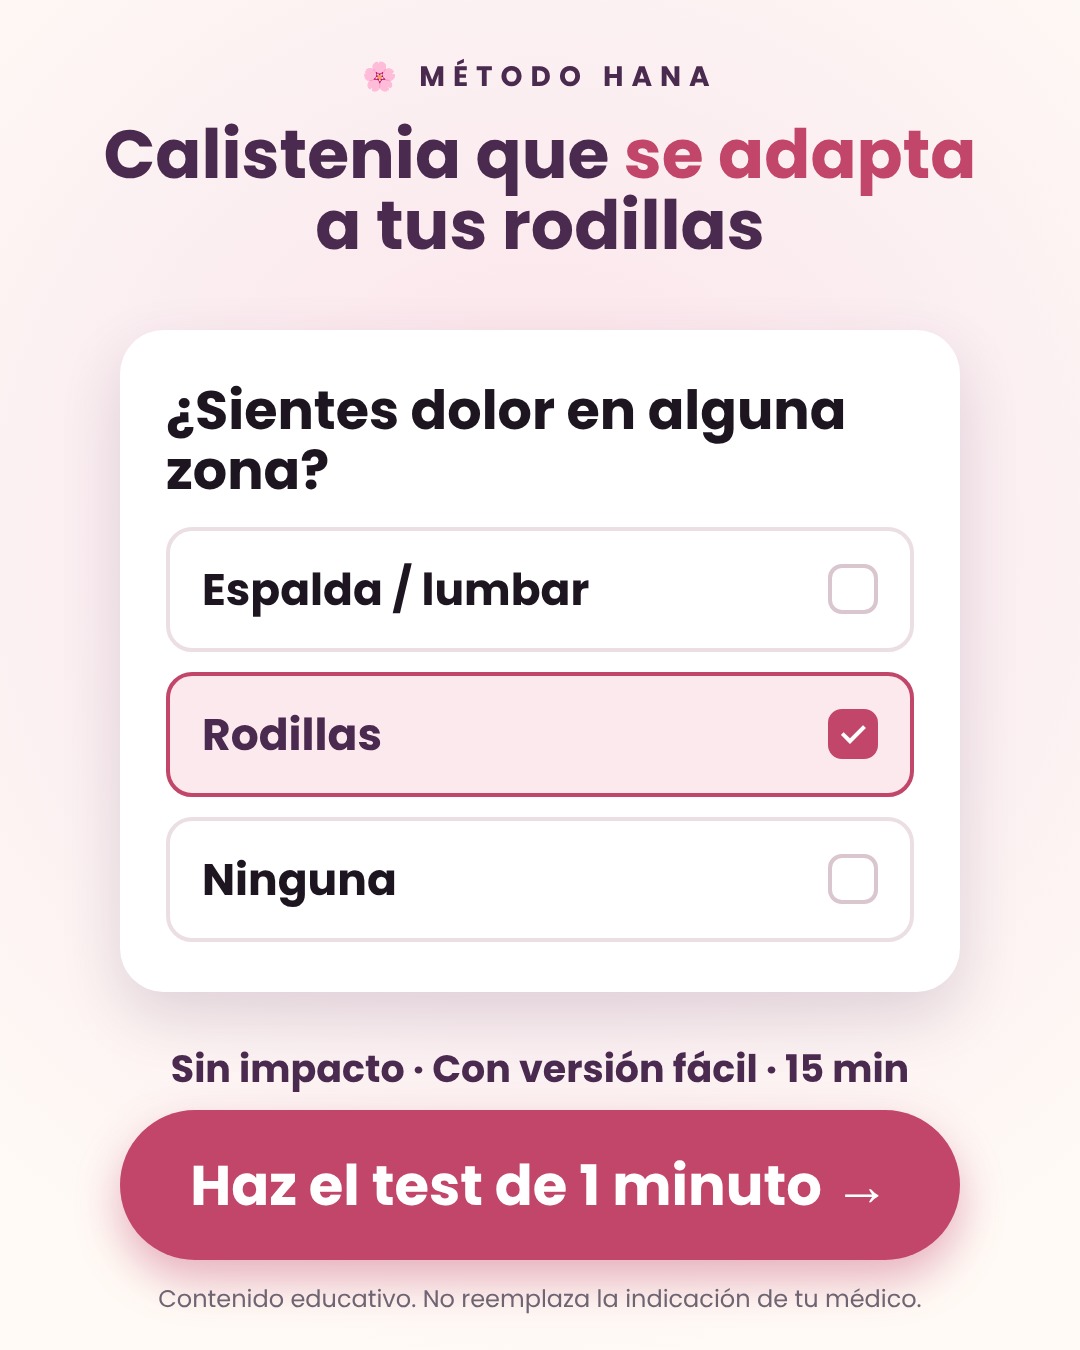 🌸 MÉTODO HANA
Calistenia que se adapta
a tus rodillas
¿Sientes dolor en alguna
zona?
Espalda / lumbar
Rodillas
Ninguna
Sin impacto · Con versión fácil · 15 min
Haz el test de 1 minuto →
Contenido educativo. No reemplaza la indicación de tu médico.